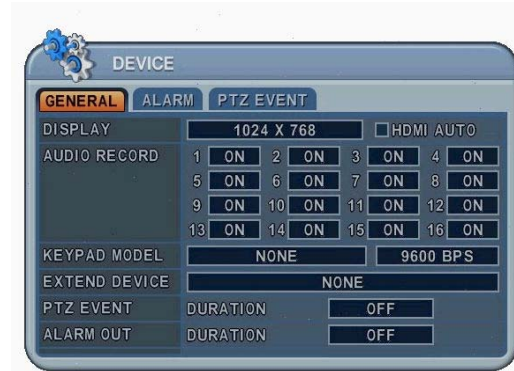 DEVICE
GENERAL ALARM PTZ EVENT
DISPLAY 1024 X 768 HDMI AUTO
AUDIO RECORD 1 ON 2 ON 3 ON 4 ON
5 ON 6 ON 7 ON 8 ON
9 ON 10 ON 11 ON 12 ON
13 ON 14 ON 15 ON 16 ON
KEYPAD MODEL NONE 9600 BPS
EXTEND DEVICE NONE
PTZ EVENT DURATION OFF
ALARM OUT DURATION OFF